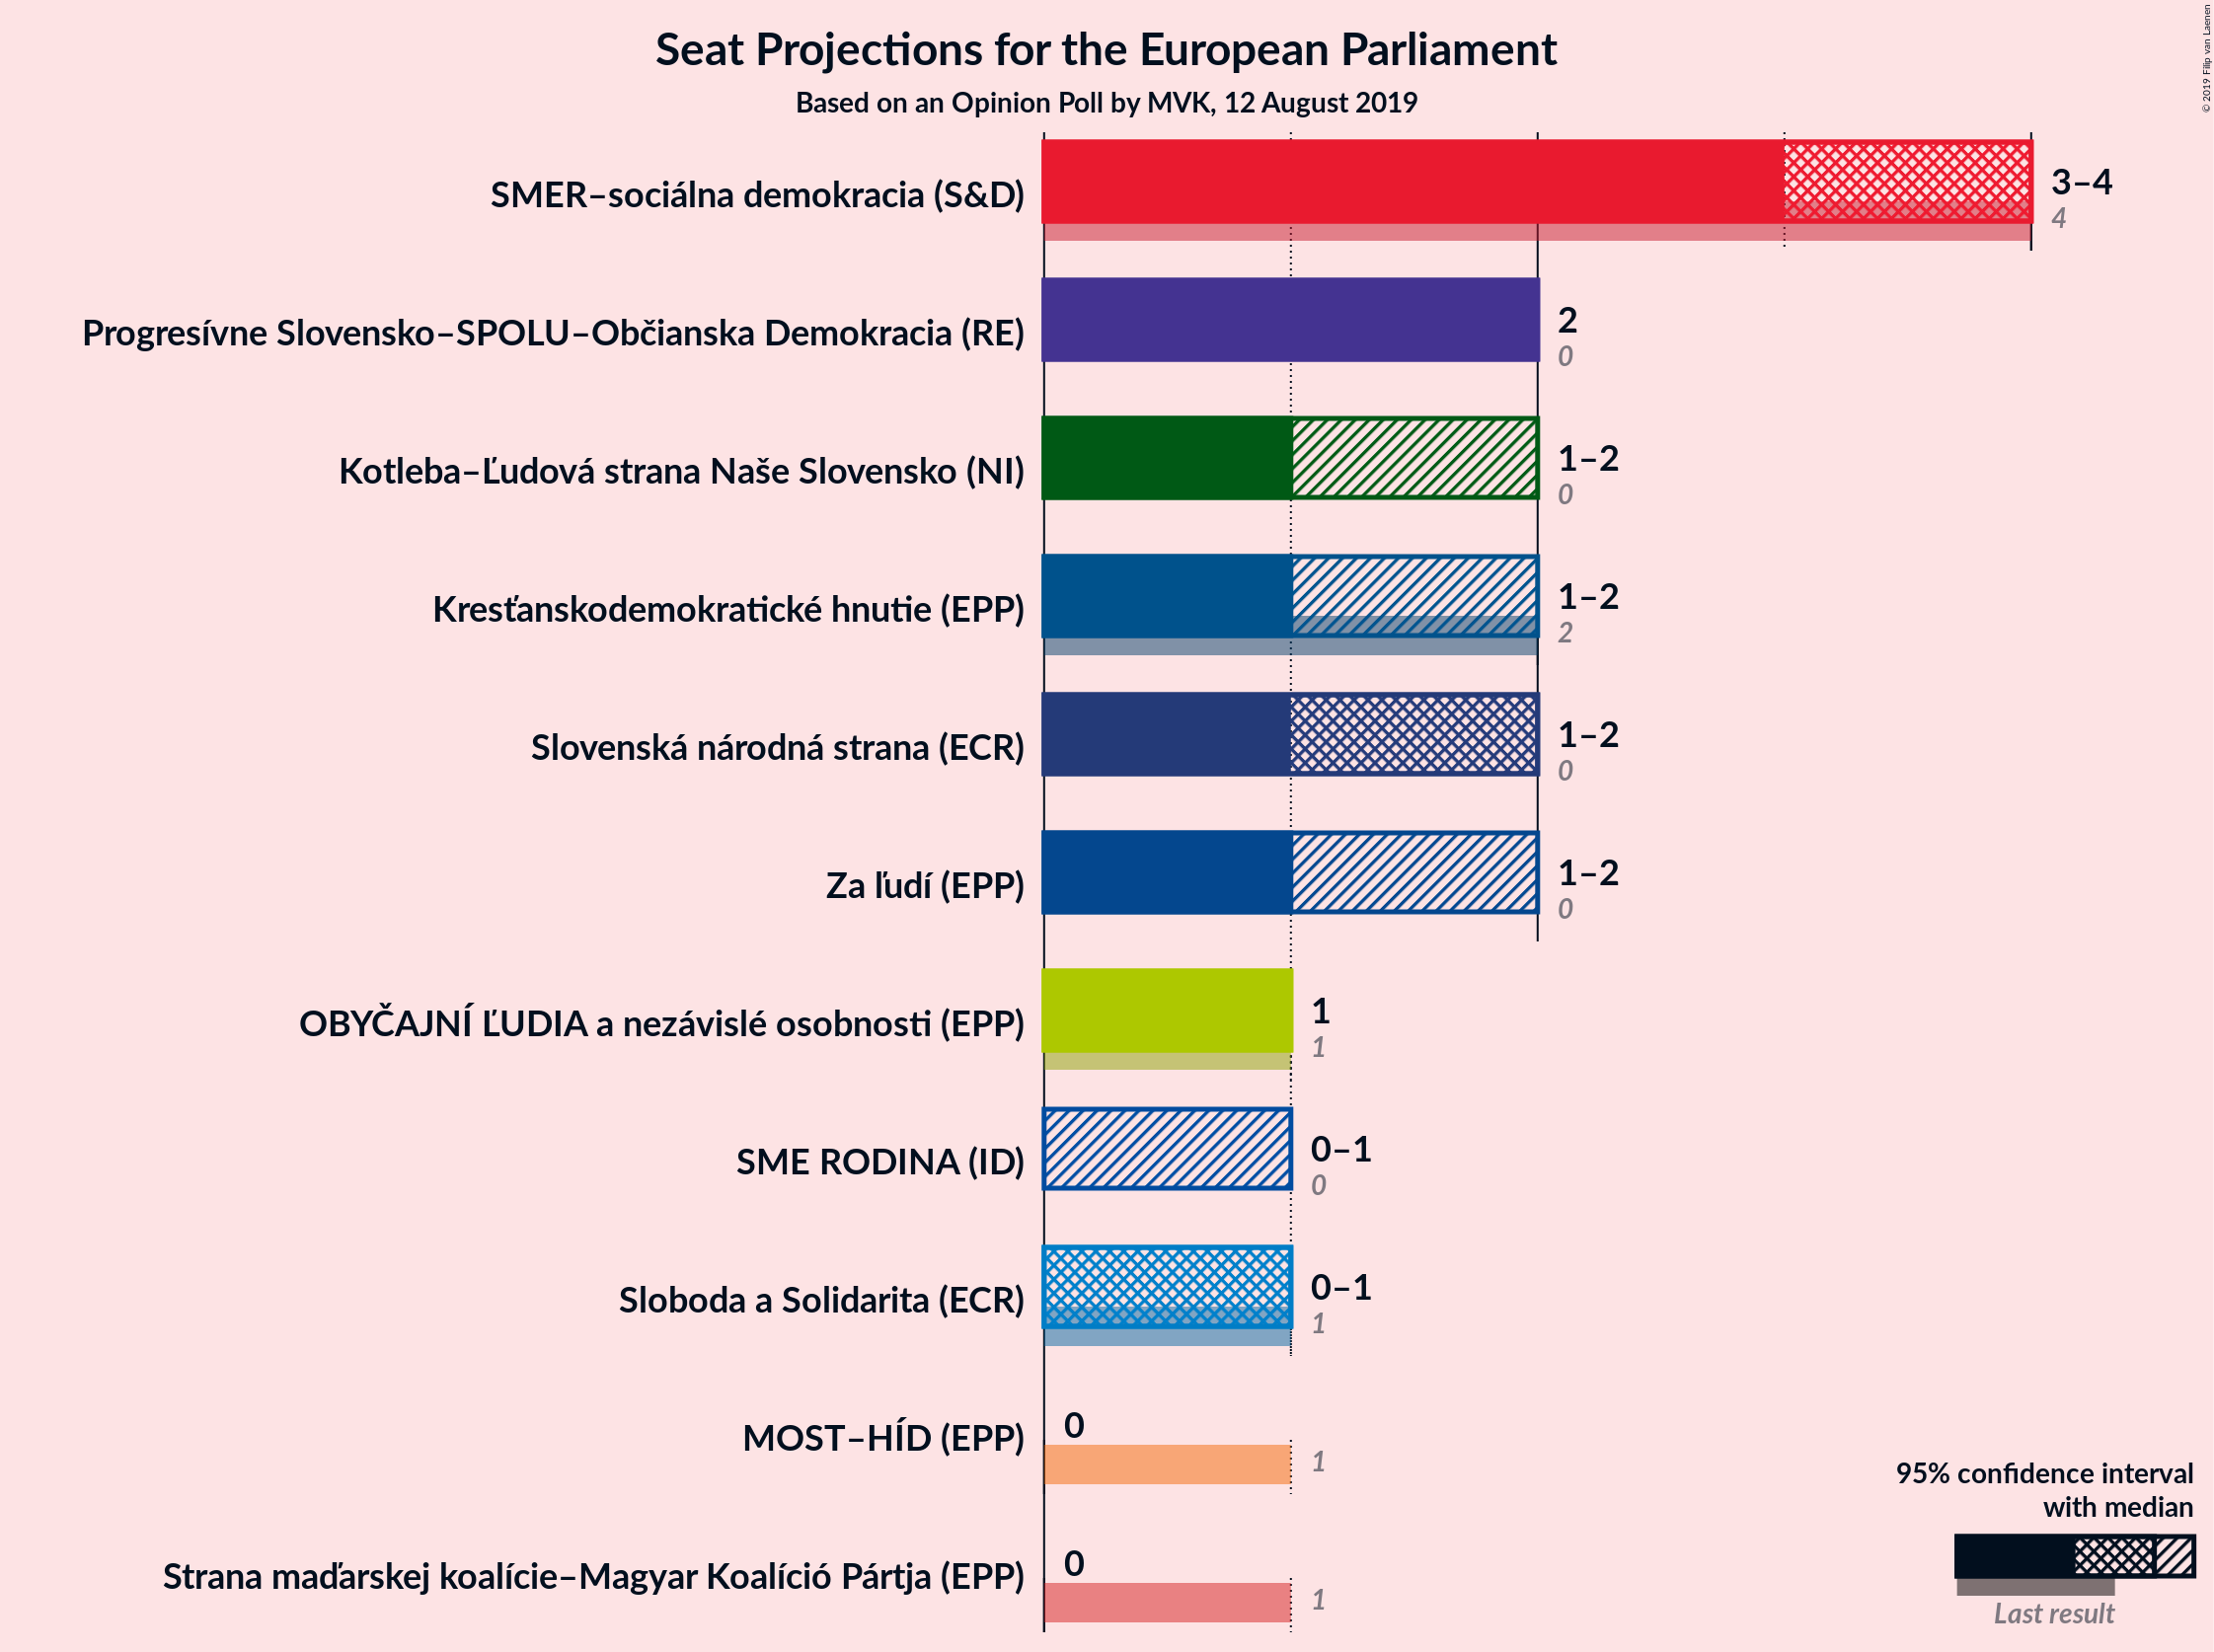 Seat Projections for the European Parliament
Based on an Opinion Poll by MVK, 12 August 2019
© 2019 Filip van Laenen
SMER–sociálna demokracia (S&D)
3–4
4
Progresívne Slovensko–SPOLU–Občianska Demokracia (RE)
2
0
Kotleba–Ľudová strana Naše Slovensko (NI)
1–2
0
Kresťanskodemokratické hnutie (EPP)
1–2
2
Slovenská národná strana (ECR)
1–2
0
Za ľudí (EPP)
1–2
0
OBYČAJNÍ ĽUDIA a nezávislé osobnosti (EPP)
1
1
SME RODINA (ID)
0–1
0
Sloboda a Solidarita (ECR)
0–1
1
MOST–HÍD (EPP)
0
1
Strana maďarskej koalície–Magyar Koalíció Pártja (EPP)
0
1
95% confidence interval
with median
Last result